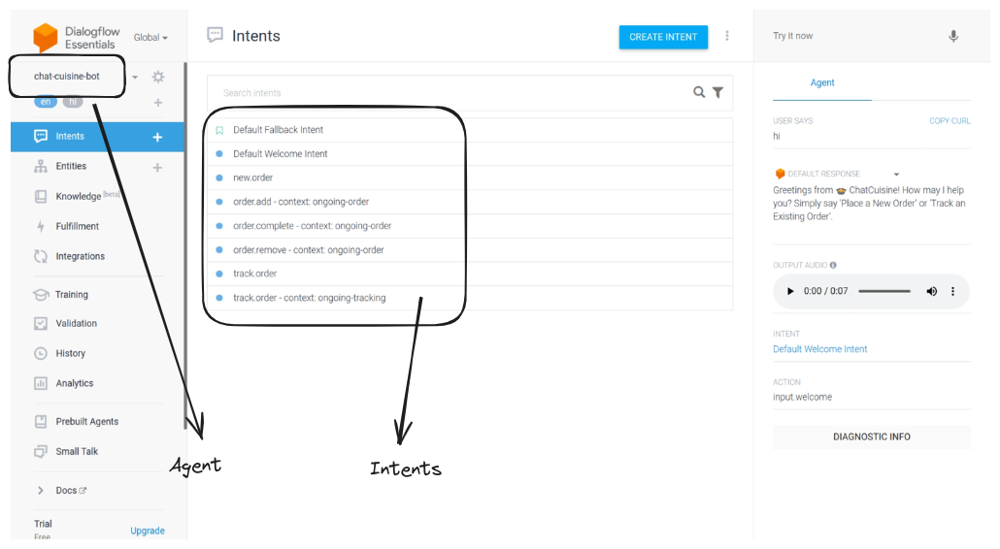 Dialogflow
Essentials
Global
chat-cuisine-bot
en hi
Intents
Entities
Knowledge [beta]
Fulfillment
Integrations
Training
Validation
History
Analytics
Prebuilt Agents
Small Talk
Docs
Trial
Free
Upgrade
Intents
CREATE INTENT
Search intents
Default Fallback Intent
Default Welcome Intent
new.order
order.add - context: ongoing-order
order.complete - context: ongoing-order
order.remove - context: ongoing-order
track.order
track.order - context: ongoing-tracking
Agent
Intents
Try it now
Agent
USER SAYS
COPY CURL
hi
DEFAULT RESPONSE
Greetings from 🍲 ChatCuisine! How may I help
you? Simply say 'Place a New Order' or 'Track an
Existing Order'.
OUTPUT AUDIO
0:00 / 0:07
INTENT
Default Welcome Intent
ACTION
input.welcome
DIAGNOSTIC INFO